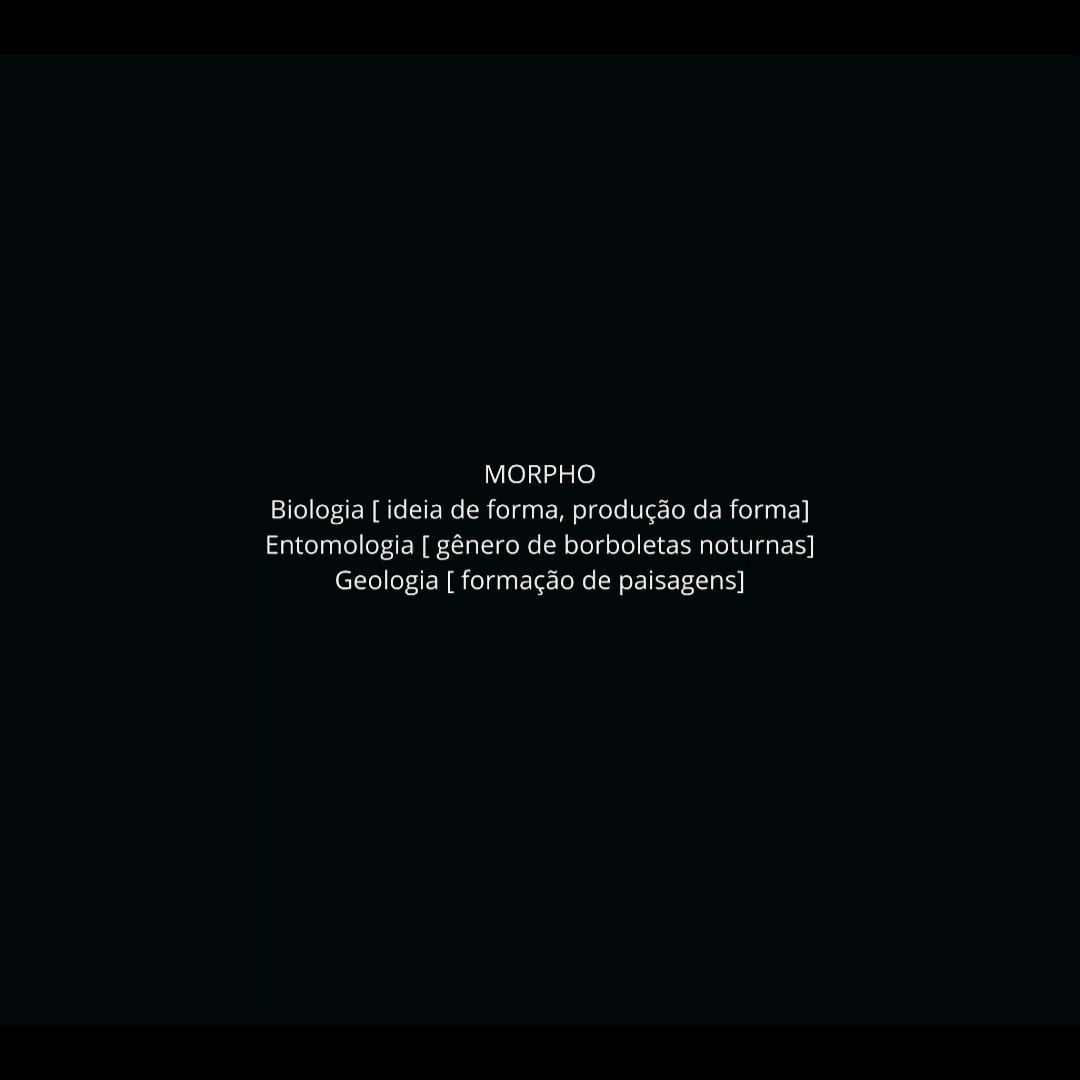 MORPHO
Biologia [ ideia de forma, produção da forma]
Entomologia [ gênero de borboletas noturnas]
Geologia [ formação de paisagens]